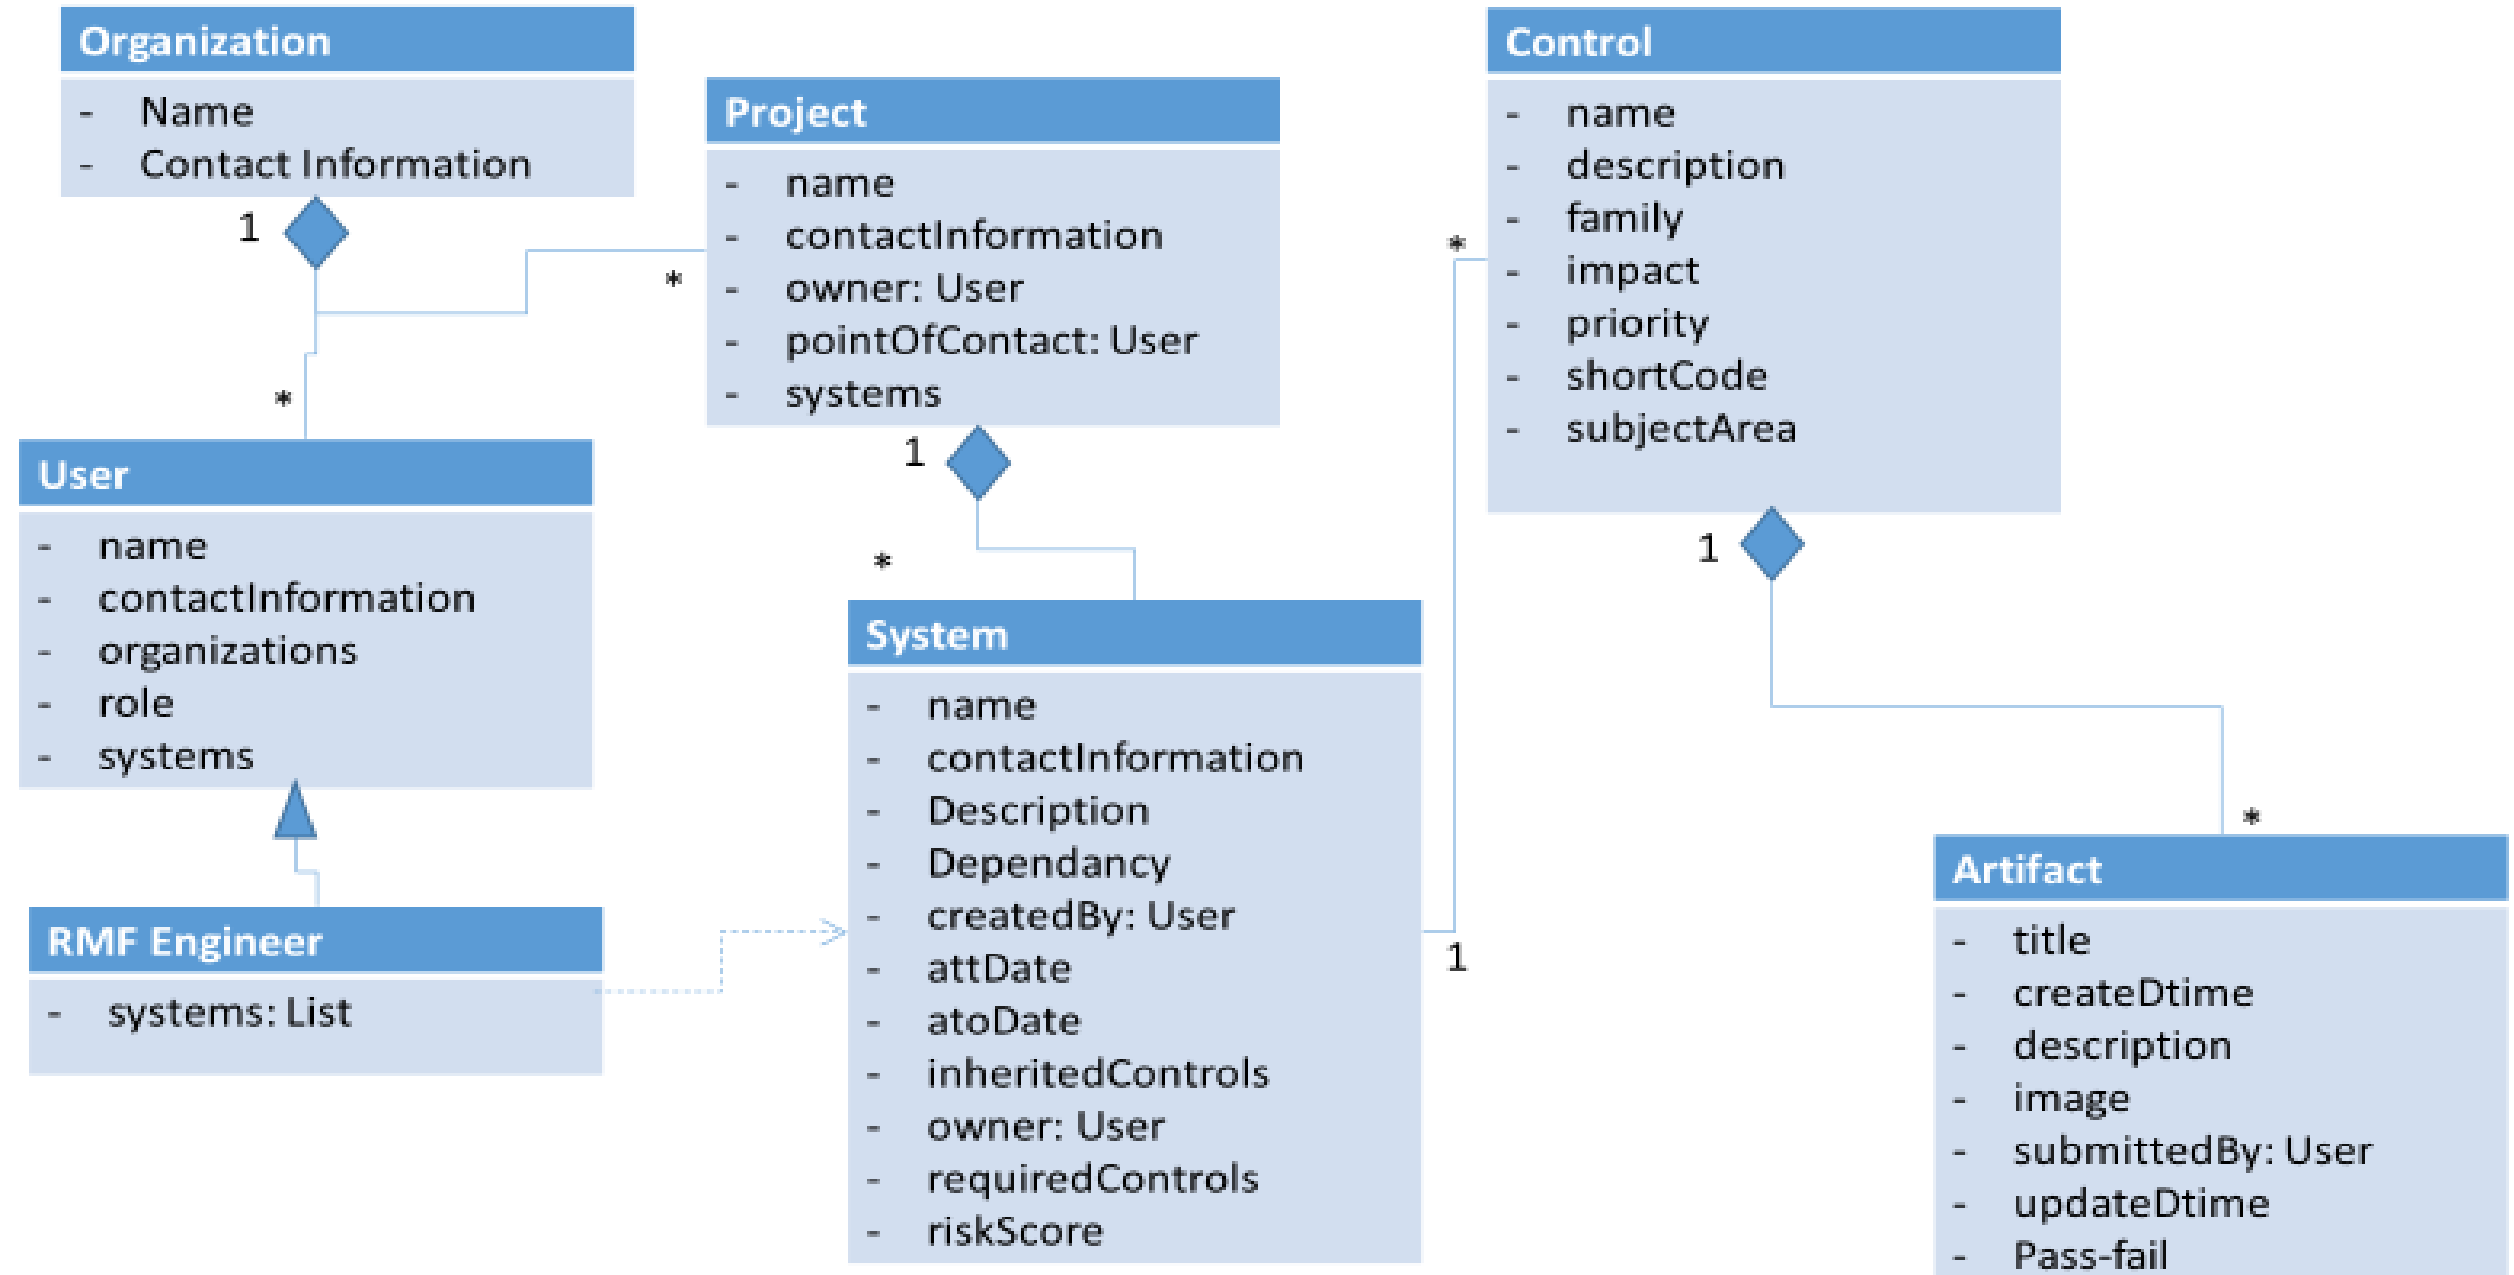 Organization
- Name
- Contact Information
1
*
Project
- name
- contactInformation
- owner: User
- pointOfContact: User
- systems
1
*
Control
- name
- description
- family
- impact
- priority
- shortCode
- subjectArea
*
1
*
User
- name
- contactInformation
- organizations
- role
- systems
System
- name
- contactInformation
- Description
- Dependancy
- createdBy: User
- attDate
- atoDate
- inheritedControls
- owner: User
- requiredControls
- riskScore
1
RMF Engineer
- systems: List
*
Artifact
- title
- createDtime
- description
- image
- submittedBy: User
- updateDtime
- Pass-fail